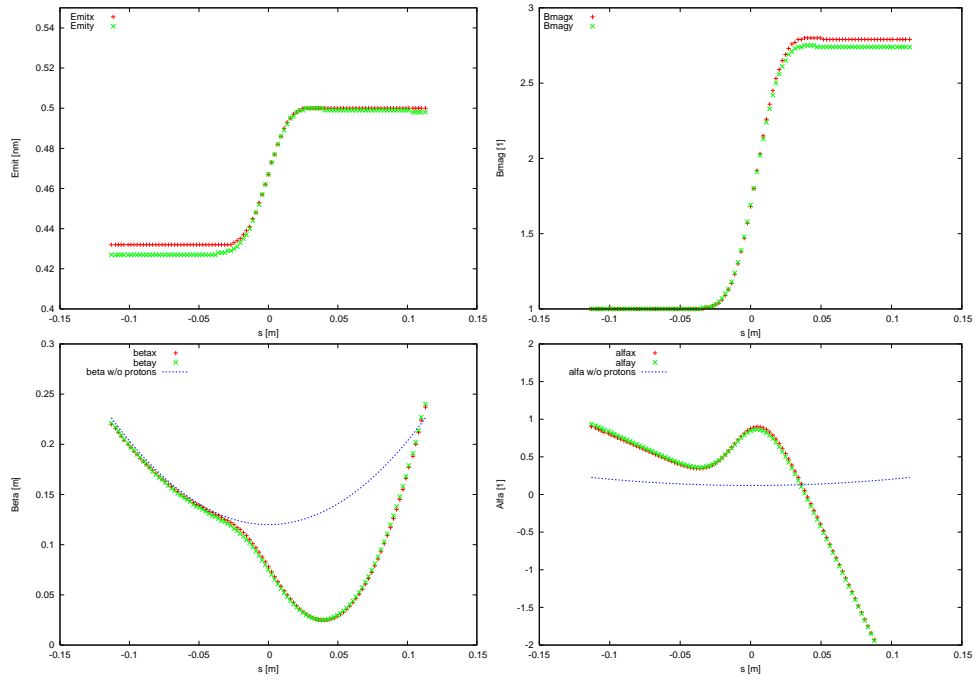 Emitx
Emity
Emit [nm]
0.54
0.52
0.5
0.48
0.46
0.44
0.42
0.4
-0.15 -0.1 -0.05 0 0.05 0.1 0.15
s [m]
Bmagx
Bmagy
Bmag [1]
3
2.5
2
1.5
1
-0.15 -0.1 -0.05 0 0.05 0.1 0.15
s [m]
betax
betay
beta w/o protons
Beta [m]
0.3
0.25
0.2
0.15
0.1
0.05
0
-0.15 -0.1 -0.05 0 0.05 0.1 0.15
s [m]
alfax
alfay
alfa w/o protons
Alfa [1]
2
1.5
1
0.5
0
-0.5
-1
-1.5
-2
-0.15 -0.1 -0.05 0 0.05 0.1 0.15
s [m]